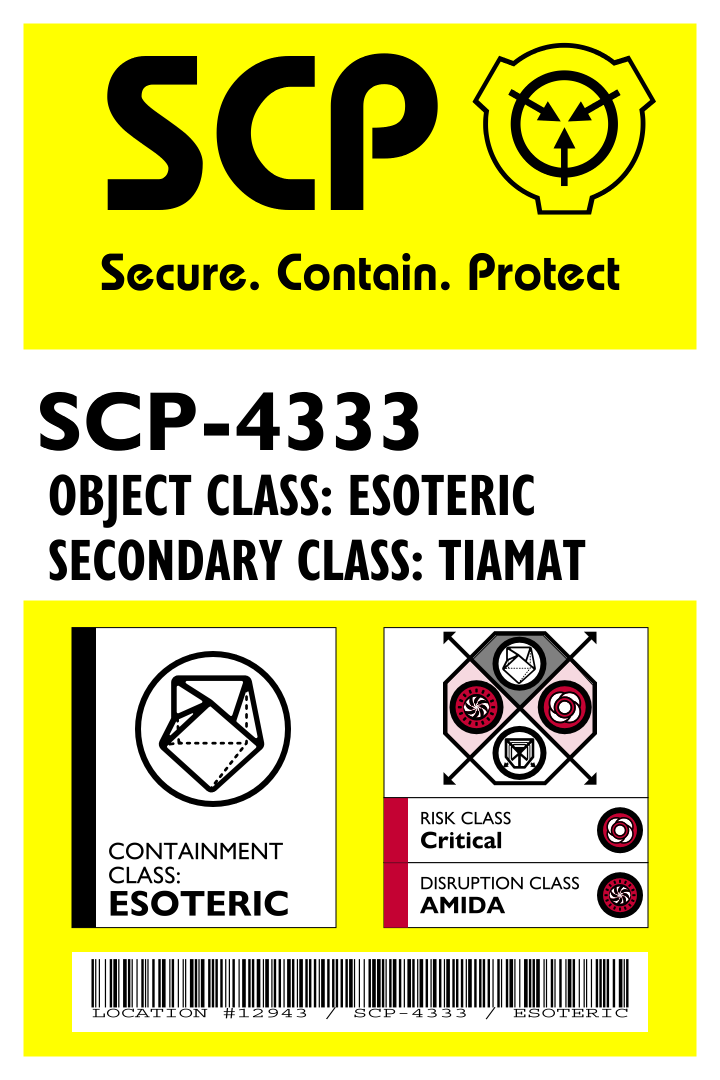 SCP
Secure. Contain. Protect
SCP-4333
OBJECT CLASS: ESOTERIC
SECONDARY CLASS: TIAMAT
CONTAINMENT
CLASS:
ESOTERIC
RISK CLASS
Critical
DISRUPTION CLASS
AMIDA
LOCATION #12943 / SCP-4333 / ESOTERIC